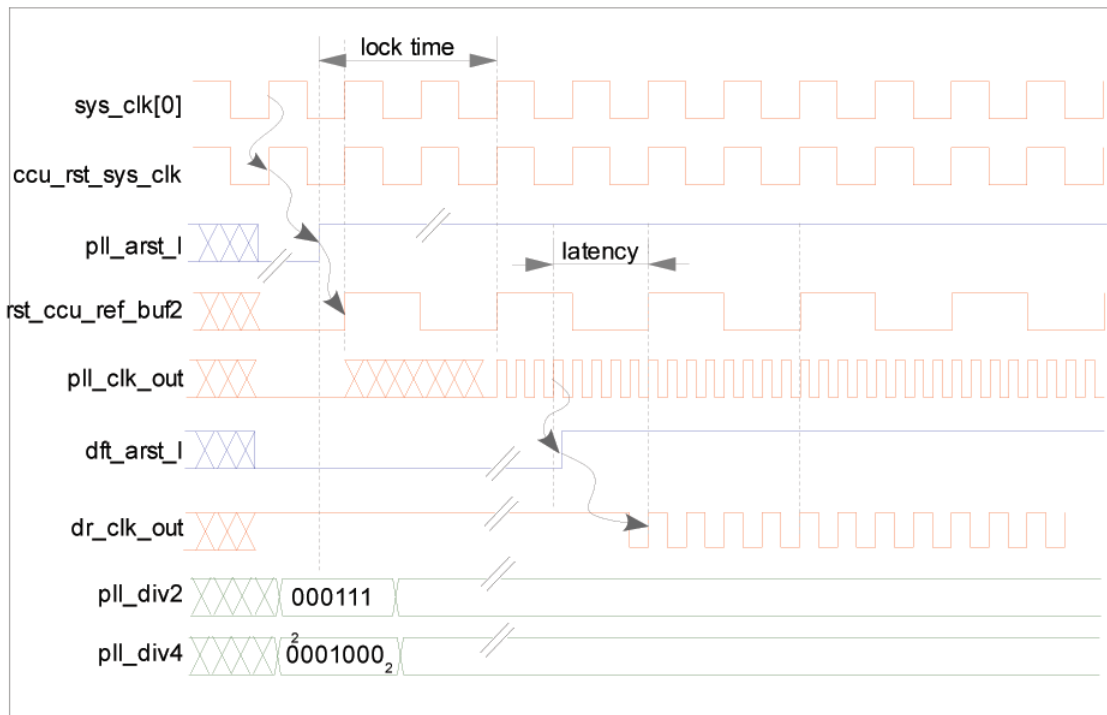 lock time
sys_clk[0]
ccu_rst_sys_clk
pll_arst_l
latency
rst_ccu_ref_buf2
pll_clk_out
dft_arst_l
dr_clk_out
pll_div2
000111
2
pll_div4
0001000
2